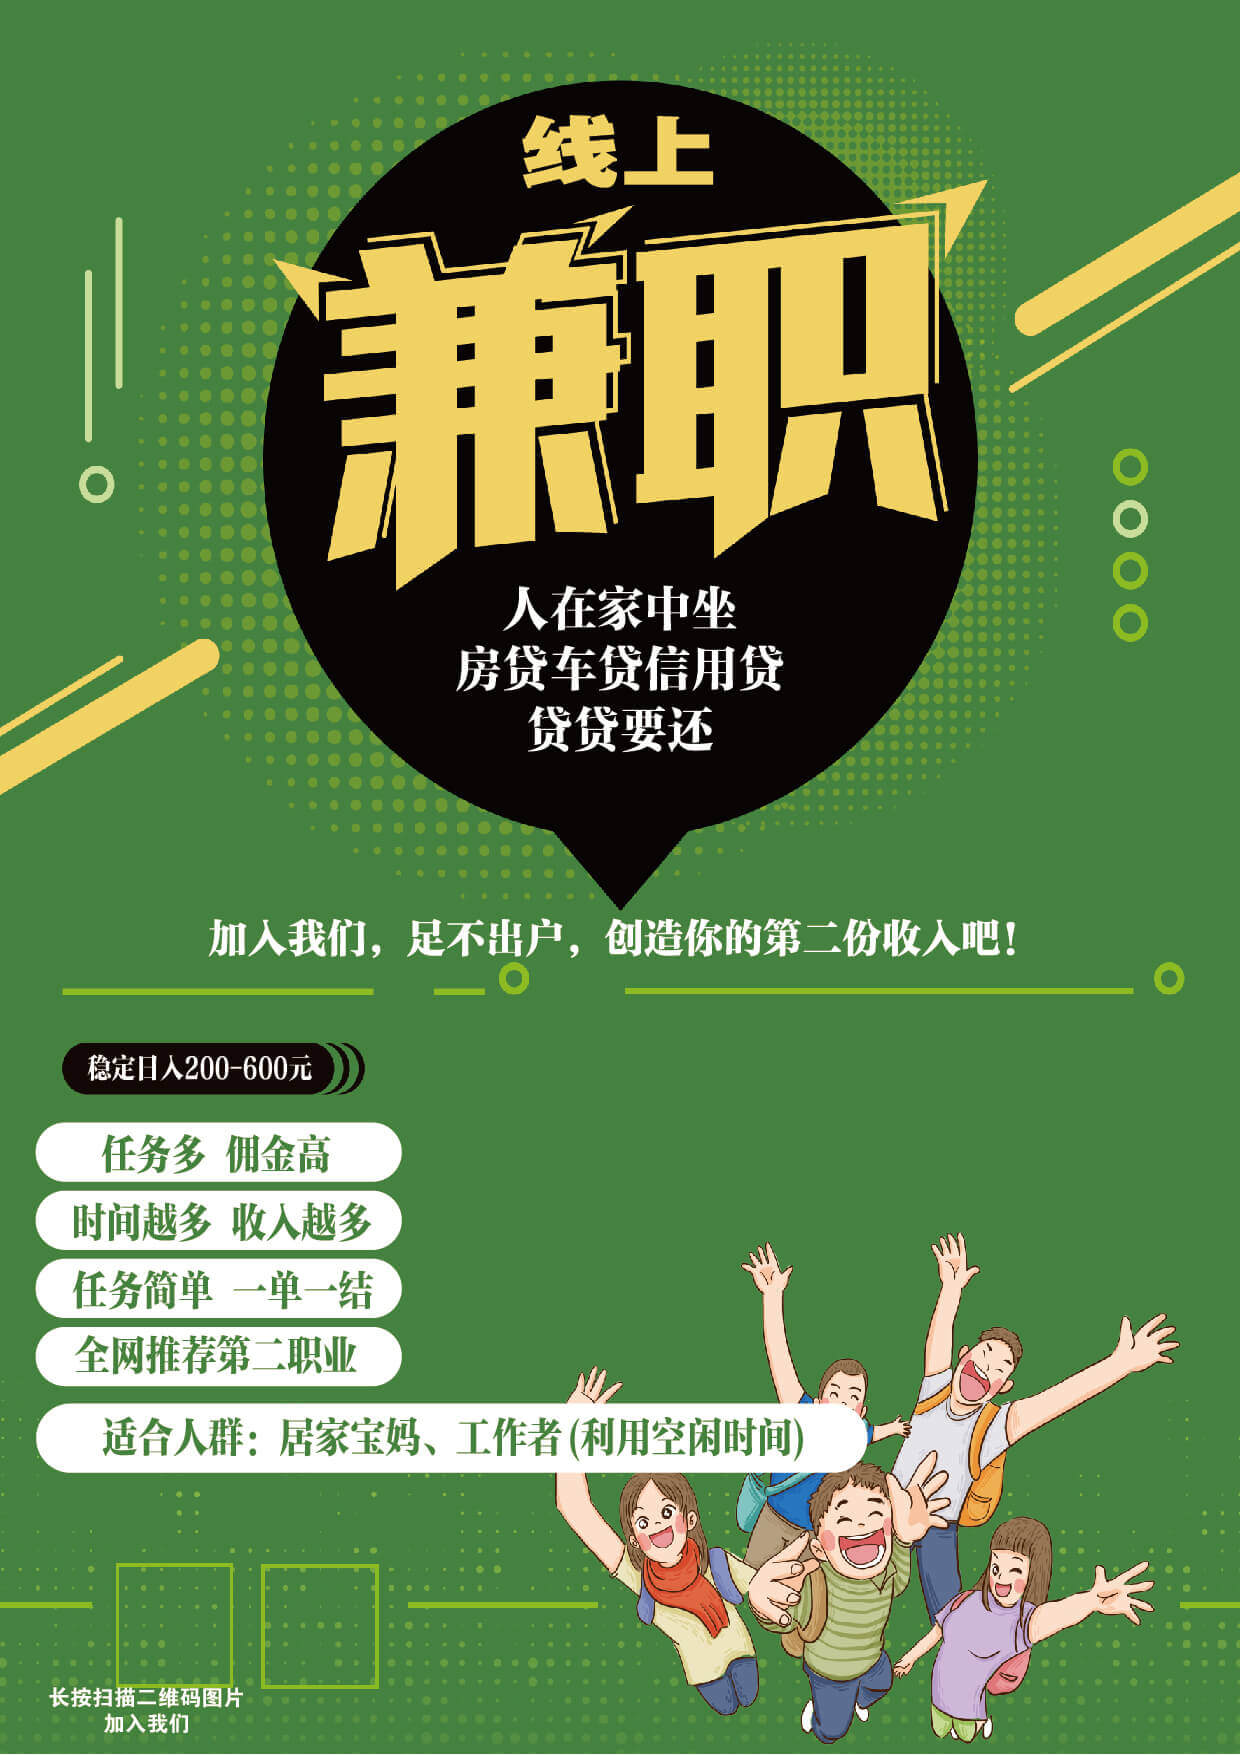 线上
兼职
人在家中坐
房贷车贷信用贷
贷贷要还
加入我们，足不出户，创造你的第二份收入吧！
稳定日入200-600元
任务多 佣金高
时间越多 收入越多
任务简单 一单一结
全网推荐第二职业
适合人群：居家宝妈、工作者(利用空闲时间)
长按扫描二维码图片
加入我们